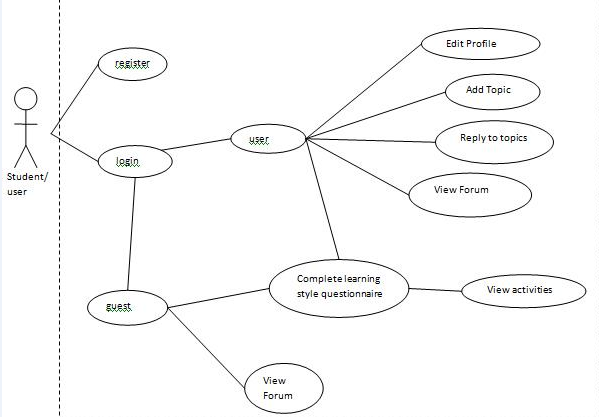 Edit Profile
register
Add Topic
Reply to topics
user
login
Student/
user
View Forum
Complete learning
style questionnaire
View activities
guest
View
Forum